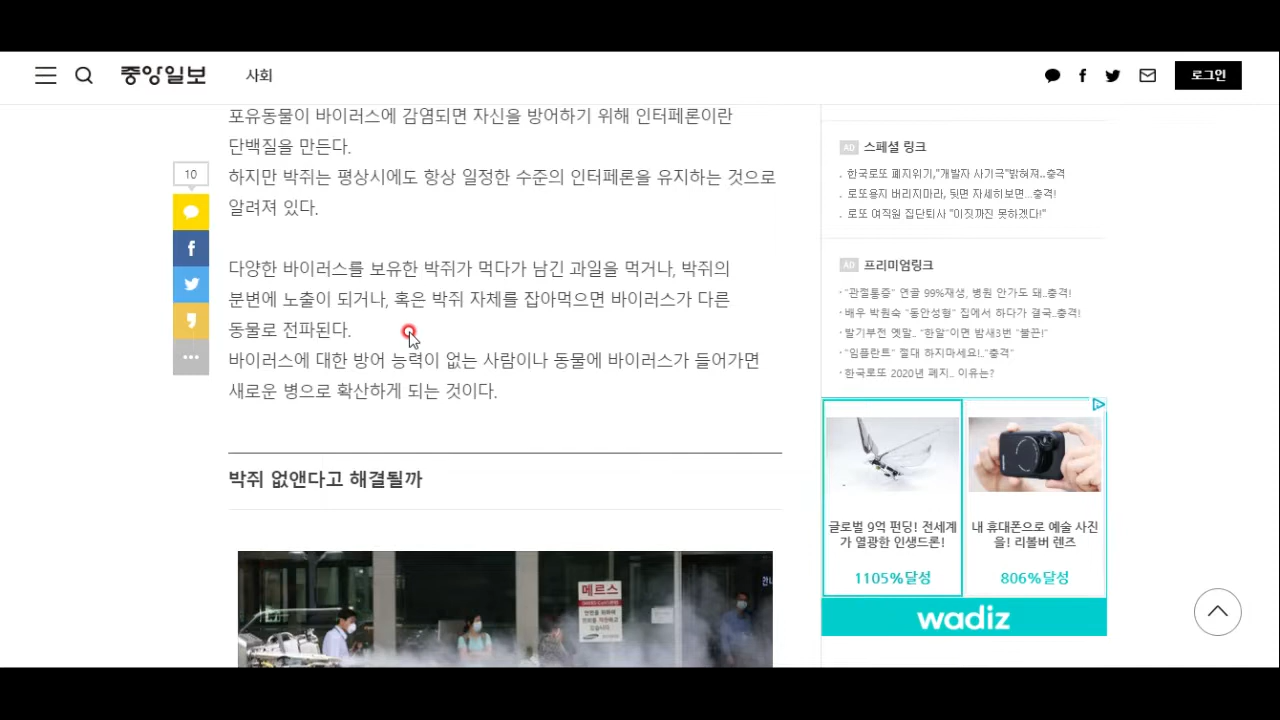 중앙일보
사회
로그인
포유동물이 바이러스에 감염되면 자신을 방어하기 위해 인터페론이란
단백질을 만든다.
하지만 박쥐는 평상시에도 항상 일정한 수준의 인터페론을 유지하는 것으로
알려져 있다.
다양한 바이러스를 보유한 박쥐가 먹다가 남긴 과일을 먹거나, 박쥐의
분변에 노출이 되거나, 혹은 박쥐 자체를 잡아먹으면 바이러스가 다른
동물로 전파된다.
바이러스에 대한 방어 능력이 없는 사람이나 동물에 바이러스가 들어가면
새로운 병으로 확산하게 되는 것이다.
박쥐 없앤다고 해결될까
10
메르스
AD 스페셜 링크
. 한국로또 폐지위기,"개발자 사기극"밝혀져..충격
. 로또용지 버리지마라, 뒷면 자세히보면...충격!
. 로또 여직원 집단퇴사 "이짓까진 못하겠다!"
AD 프리미엄링크
· "관절통증" 연골 99%재생, 병원 안가도 돼..충격!
· 배우 박원숙 "동안성형" 집에서 하다가 결국..충격!
· 발기부전 옛말.. "한알"이면 밤새3번 "불끈!"
· "임플란트" 절대 하지마세요!.."충격"
· 한국로또 2020년 폐지.. 이유는?
글로벌 9억 펀딩! 전세계
가 열광한 인생드론!
1105%달성
내 휴대폰으로 예술 사진
을! 리볼버 렌즈
806%달성
wadiz